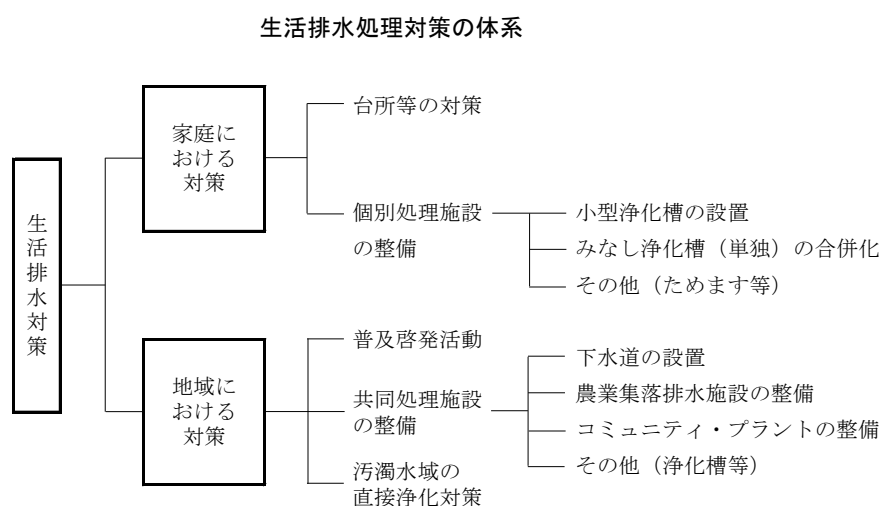 生活排水処理対策の体系
生活排水対策
家庭に
おける
対策
台所等の対策
個別処理施設
の整備
小型浄化槽の設置
みなし浄化槽（単独）の合併化
その他（ためます等）
地域に
おける
対策
普及啓発活動
共同処理施設
の整備
下水道の設置
農業集落排水施設の整備
コミュニティ・プラントの整備
その他（浄化槽等）
汚濁水域の
直接浄化対策